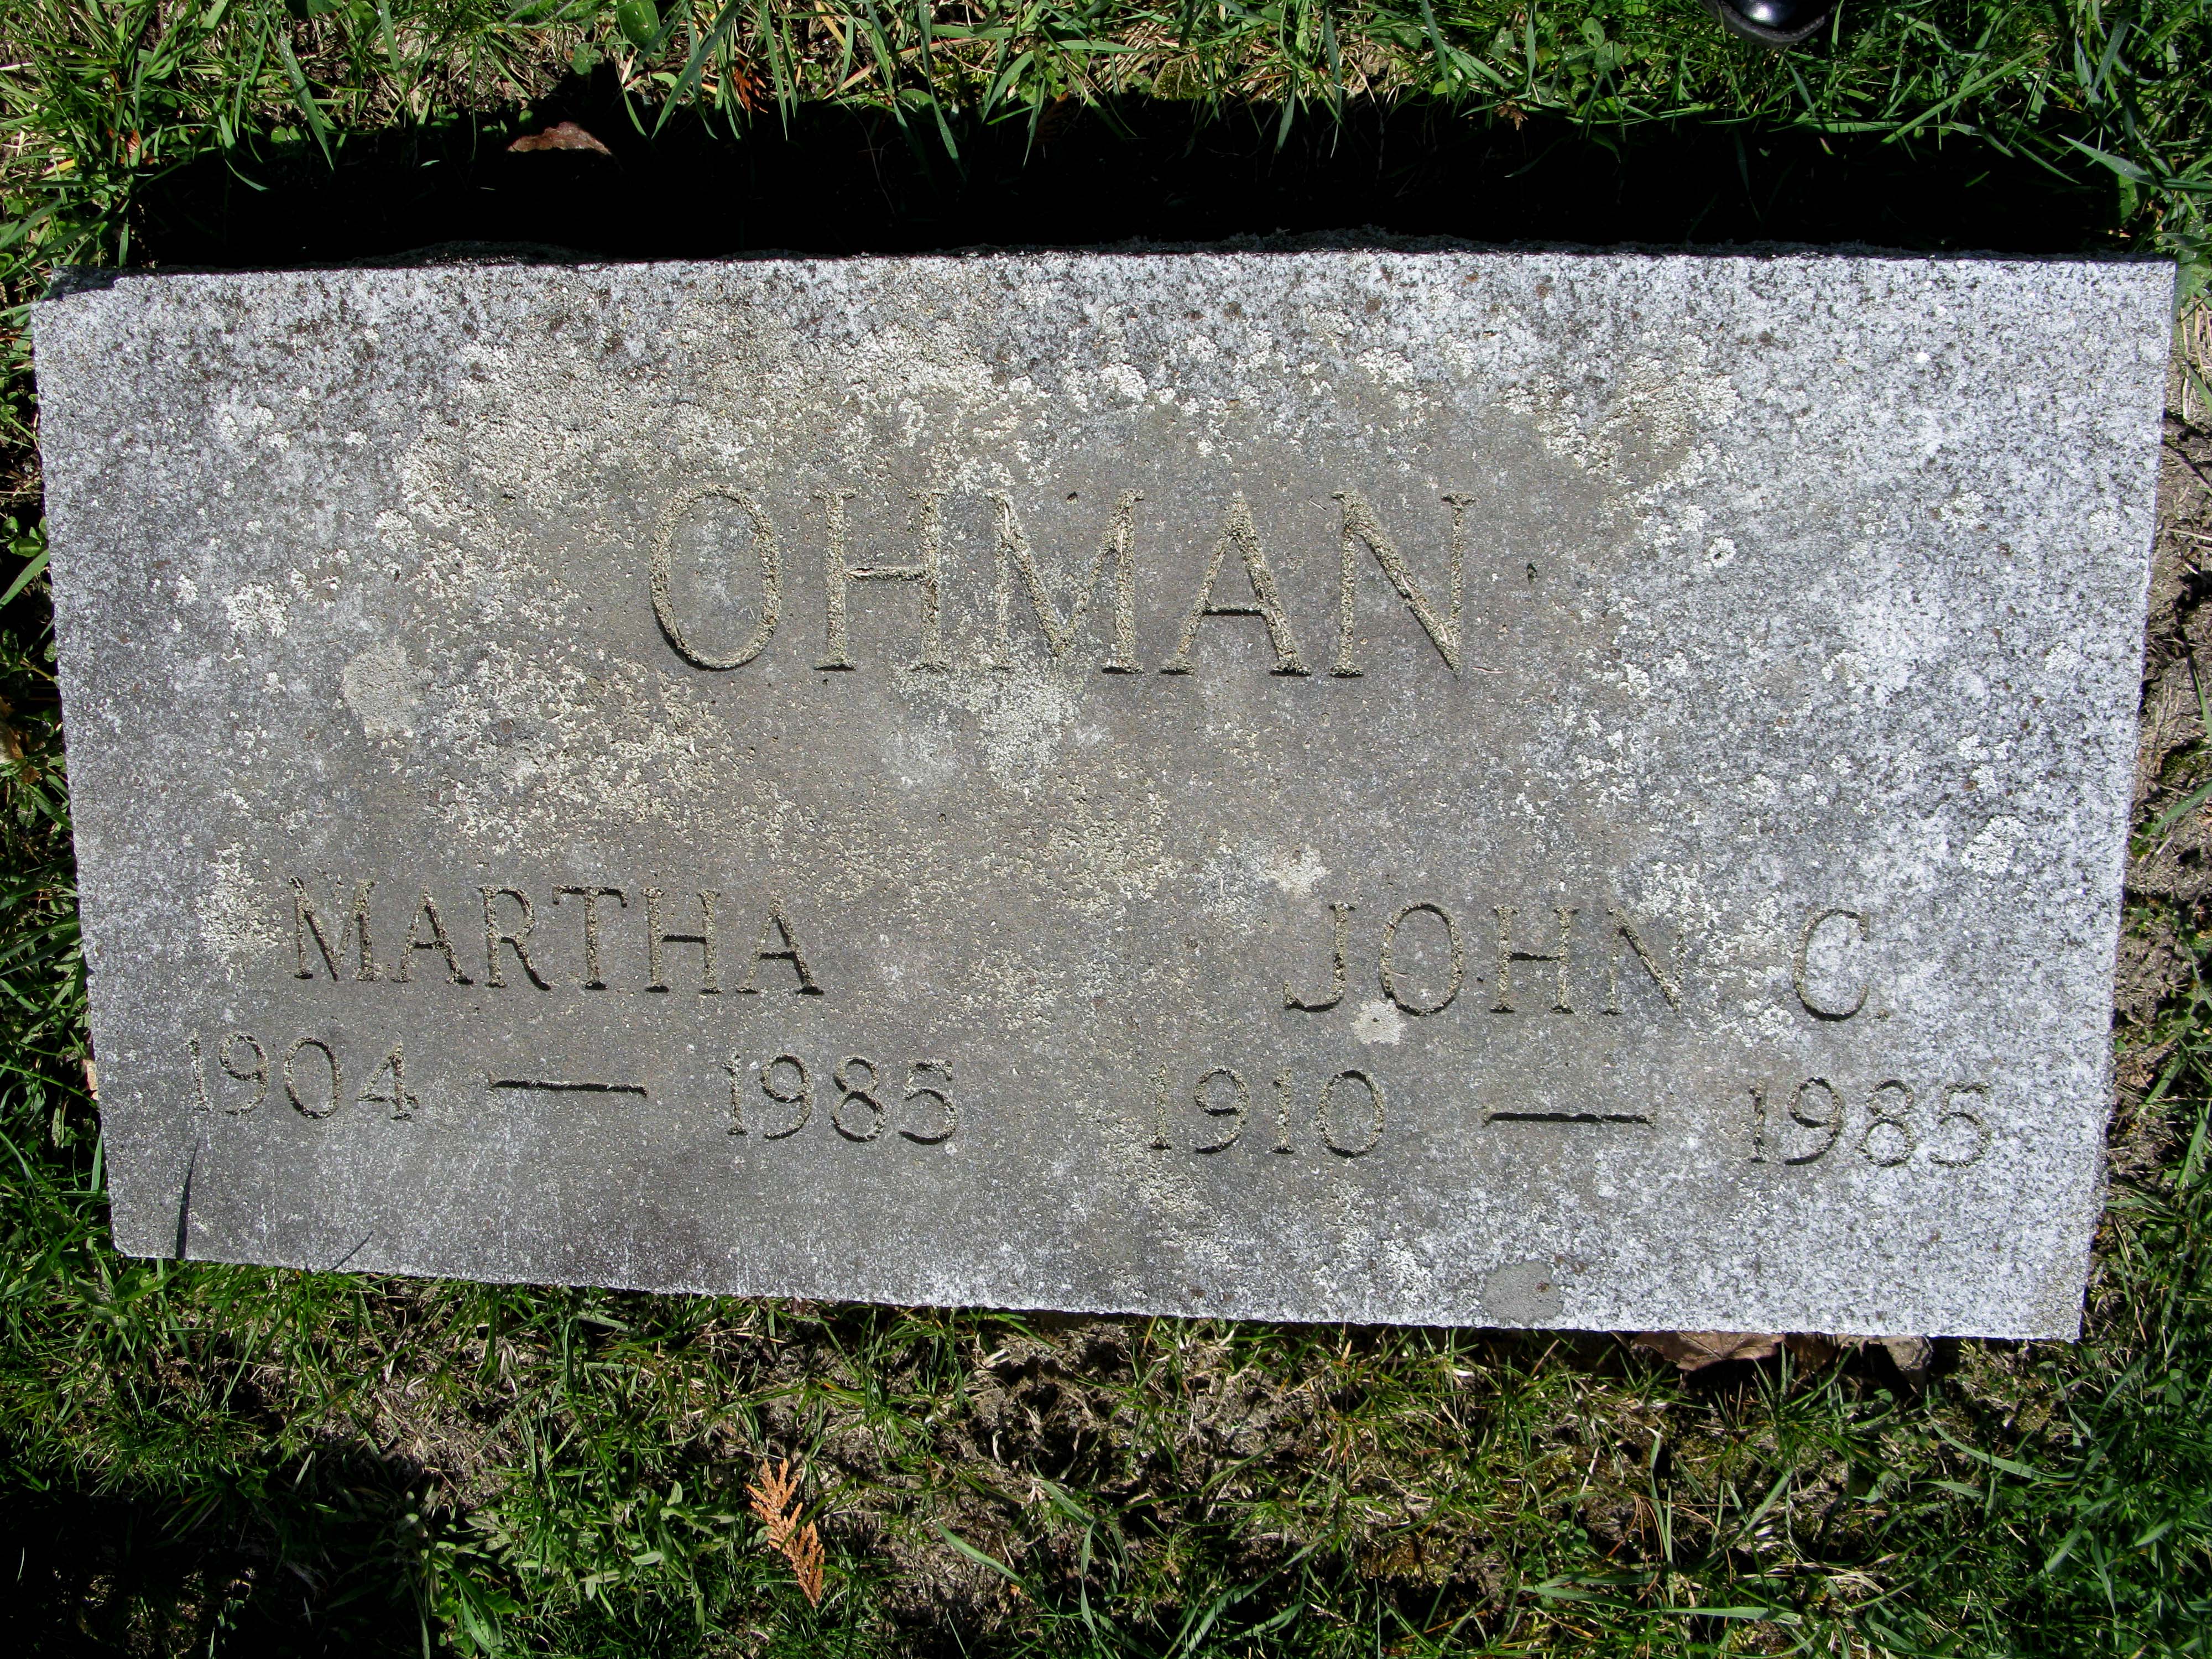 OHMAN
MARTHA JOHN C.
1904 — 1985 1910 — 1985